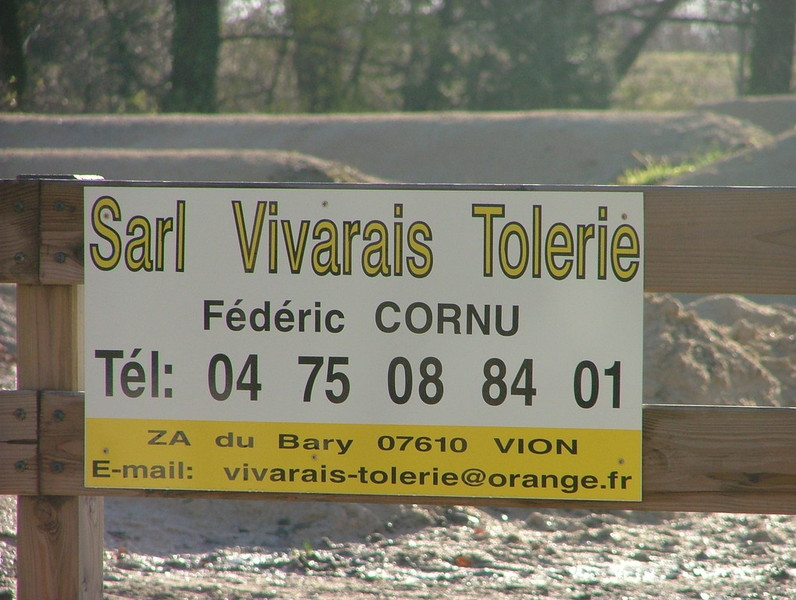 Sarl Vivarais Tolerie
Fédéric CORNU
Tél: 04 75 08 84 01
ZA du Bary 07610 VION
E-mail: vivarais-tolerie@orange.fr